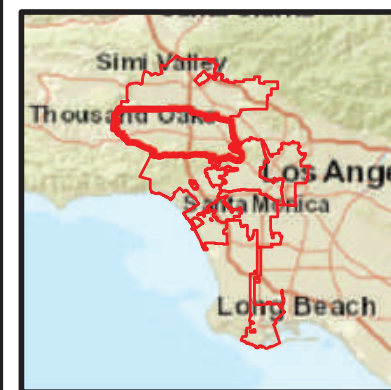 Simi Valley
Thousand Oaks
Los Ange
Santa Monica
Long Beach